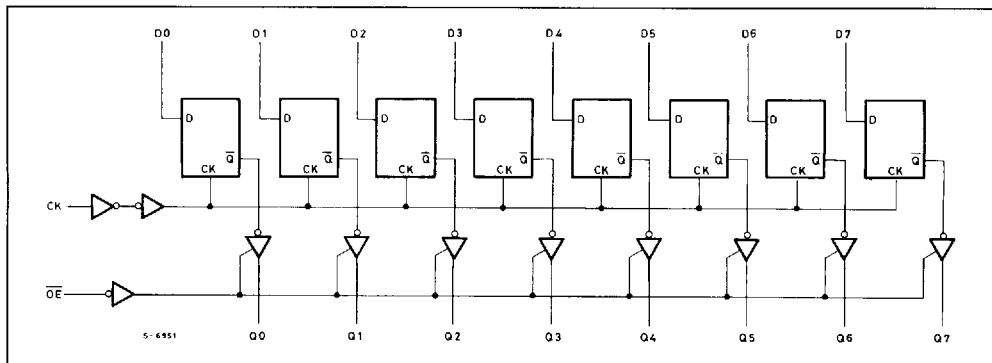 D0 D1 D2 D3 D4 D5 D6 D7
D D D D D D D D
Q̅ Q̅ Q̅ Q̅ Q̅ Q̅ Q̅ Q̅
CK CK CK CK CK CK CK CK
CK
O̅E̅
S-6951 Q0 Q1 Q2 Q3 Q4 Q5 Q6 Q7